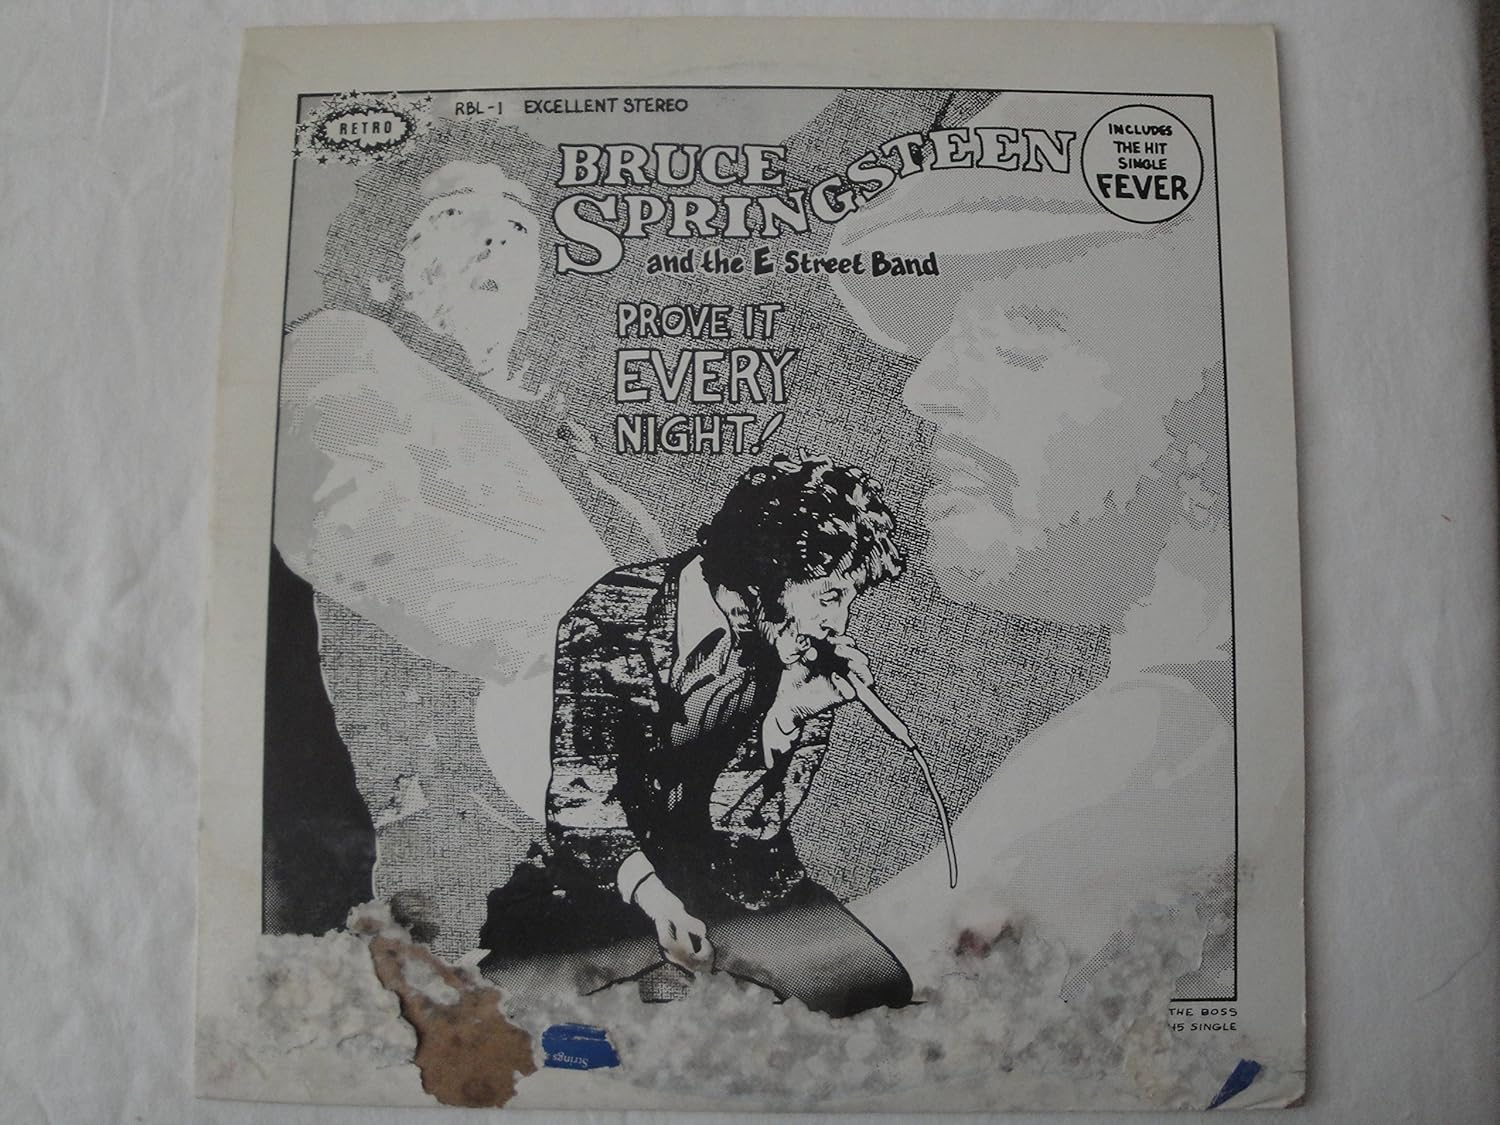 RETRO
RBL-1 EXCELLENT STEREO
BRUCE
SPRINGSTEEN
and the E Street Band
INCLUDES
THE HIT
SINGLE
FEVER
PROVE IT
EVERY
NIGHT!
THE BOSS
45 SINGLE
Strings